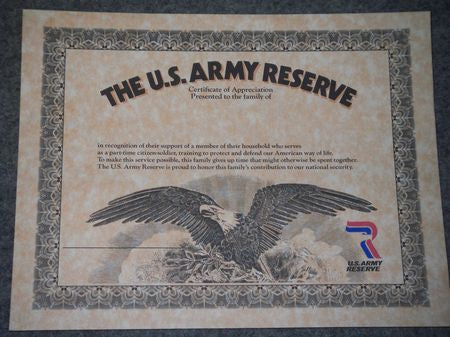 THE U.S. ARMY RESERVE
Certificate of Appreciation
Presented to the family of
in recognition of their support of a member of their household who serves
as a part-time citizen-soldier, training to protect and defend our American way of life.
To make this service possible, this family gives up time that might otherwise be spent together.
The U.S. Army Reserve is proud to honor this family's contribution to our national security.
U.S. ARMY
RESERVE